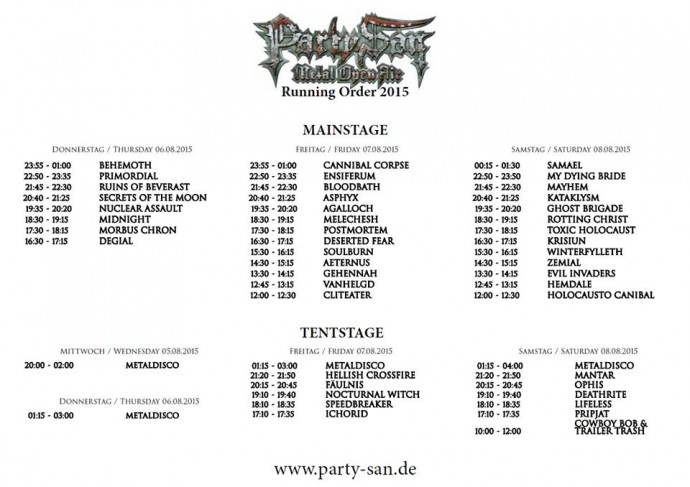 Party.San
Metal Open Air
Running Order 2015
MAINSTAGE
Donnerstag / Thursday 06.08.2015
23:55 - 01:00 BEHEMOTH
22:50 - 23:35 PRIMORDIAL
21:45 - 22:30 RUINS OF BEVERAST
20:40 - 21:25 SECRETS OF THE MOON
19:35 - 20:20 NUCLEAR ASSAULT
18:30 - 19:15 MIDNIGHT
17:30 - 18:15 MORBUS CHRON
16:30 - 17:15 DEGIAL
Freitag / Friday 07.08.2015
23:55 - 01:00 CANNIBAL CORPSE
22:50 - 23:35 ENSIFERUM
21:45 - 22:30 BLOODBATH
20:40 - 21:25 ASPHYX
19:35 - 20:20 AGALLOCH
18:30 - 19:15 MELECHESH
17:30 - 18:15 POSTMORTEM
16:30 - 17:15 DESERTED FEAR
15:30 - 16:15 SOULBURN
14:30 - 15:15 AETERNUS
13:30 - 14:15 GEHENNAH
12:45 - 13:15 VANHELGD
12:00 - 12:30 CLITEATER
Samstag / Saturday 08.08.2015
00:15 - 01:30 SAMAEL
22:50 - 23:50 MY DYING BRIDE
21:45 - 22:30 MAYHEM
20:40 - 21:25 KATAKLYSM
19:35 - 20:20 GHOST BRIGADE
18:30 - 19:15 ROTTING CHRIST
17:30 - 18:15 TOXIC HOLOCAUST
16:30 - 17:15 KRISIUN
15:30 - 16:15 WINTERFYLLETH
14:30 - 15:15 ZEMIAL
13:30 - 14:15 EVIL INVADERS
12:45 - 13:15 HEMDALE
12:00 - 12:30 HOLOCAUSTO CANIBAL
TENTSTAGE
Mittwoch / Wednesday 05.08.2015
20:00 - 02:00 METALDISCO
Donnerstag / Thursday 06.08.2015
01:15 - 03:00 METALDISCO
Freitag / Friday 07.08.2015
01:15 - 03:00 METALDISCO
21:20 - 21:50 HELLISH CROSSFIRE
20:15 - 20:45 FÄULNIS
19:10 - 19:40 NOCTURNAL WITCH
18:10 - 18:35 SPEEDBREAKER
17:10 - 17:35 ICHORID
Samstag / Saturday 08.08.2015
01:15 - 04:00 METALDISCO
21:20 - 21:50 MANTAR
20:15 - 20:45 OPHIS
19:10 - 19:40 DEATHRITE
18:10 - 18:35 LIFELESS
17:10 - 17:35 PRIPJAT
COWBOY BOB &
10:00 - 12:00 TRAILER TRASH
www.party-san.de